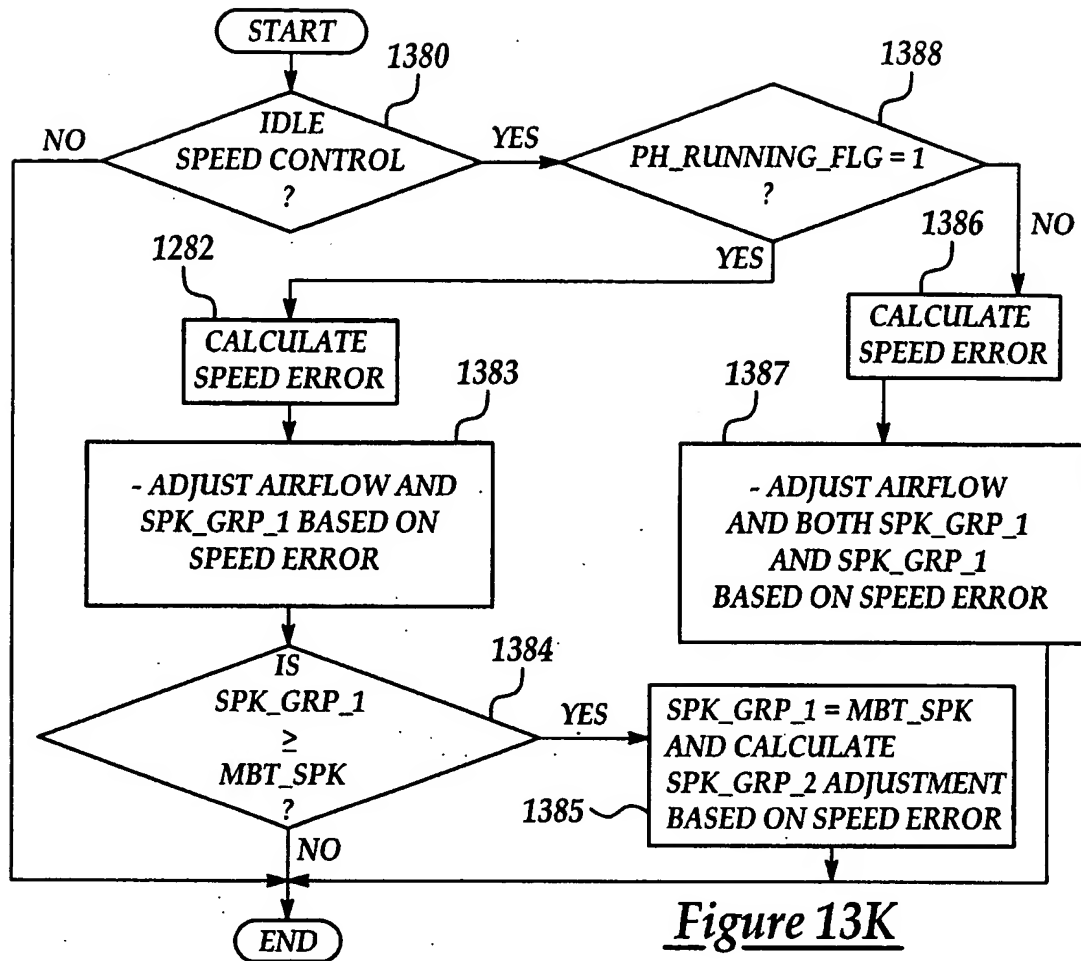 START
1380
IDLE
SPEED CONTROL
?
NO
YES
1388
PH_RUNNING_FLG = 1
?
YES
NO
1282
CALCULATE
SPEED ERROR
1386
CALCULATE
SPEED ERROR
1383
- ADJUST AIRFLOW AND
SPK_GRP_1 BASED ON
SPEED ERROR
1387
- ADJUST AIRFLOW
AND BOTH SPK_GRP_1
AND SPK_GRP_1
BASED ON SPEED ERROR
1384
IS
SPK_GRP_1
≥
MBT_SPK
?
YES
NO
SPK_GRP_1 = MBT_SPK
AND CALCULATE
SPK_GRP_2 ADJUSTMENT
BASED ON SPEED ERROR
1385
END
Figure 13K